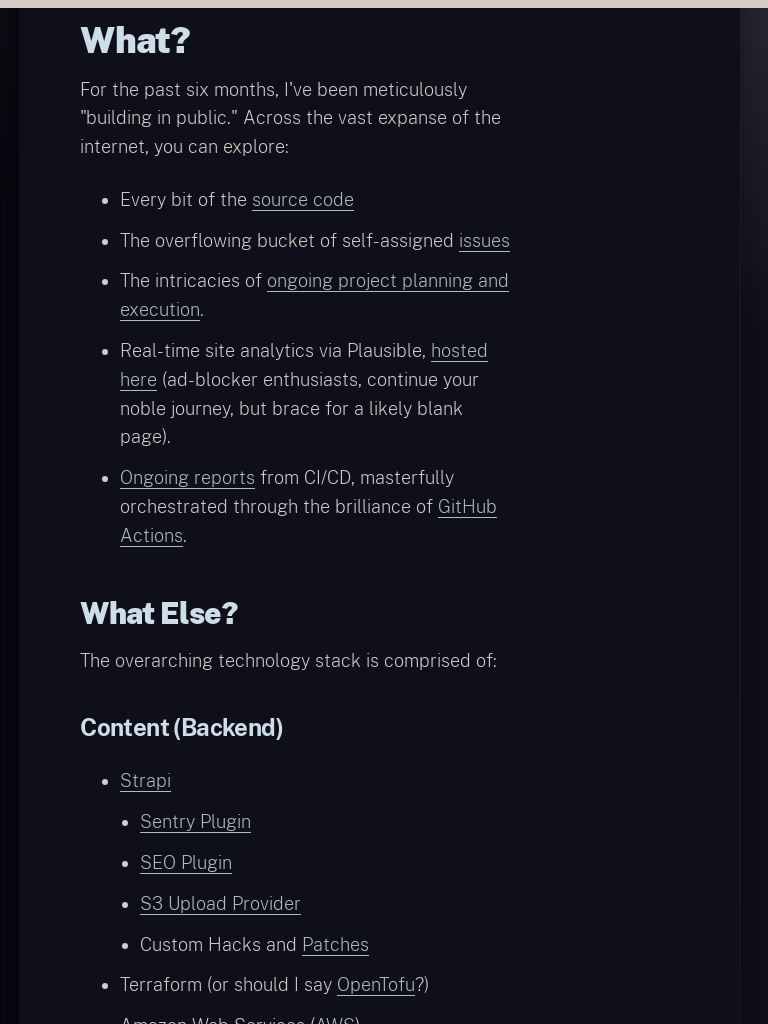 What?
For the past six months, I've been meticulously
"building in public." Across the vast expanse of the
internet, you can explore:
Every bit of the source code
The overflowing bucket of self-assigned issues
The intricacies of ongoing project planning and
execution.
Real-time site analytics via Plausible, hosted
here (ad-blocker enthusiasts, continue your
noble journey, but brace for a likely blank
page).
Ongoing reports from CI/CD, masterfully
orchestrated through the brilliance of GitHub
Actions.
What Else?
The overarching technology stack is comprised of:
Content (Backend)
Strapi
Sentry Plugin
SEO Plugin
S3 Upload Provider
Custom Hacks and Patches
Terraform (or should I say OpenTofu?)
Amazon Web Services (AWS)